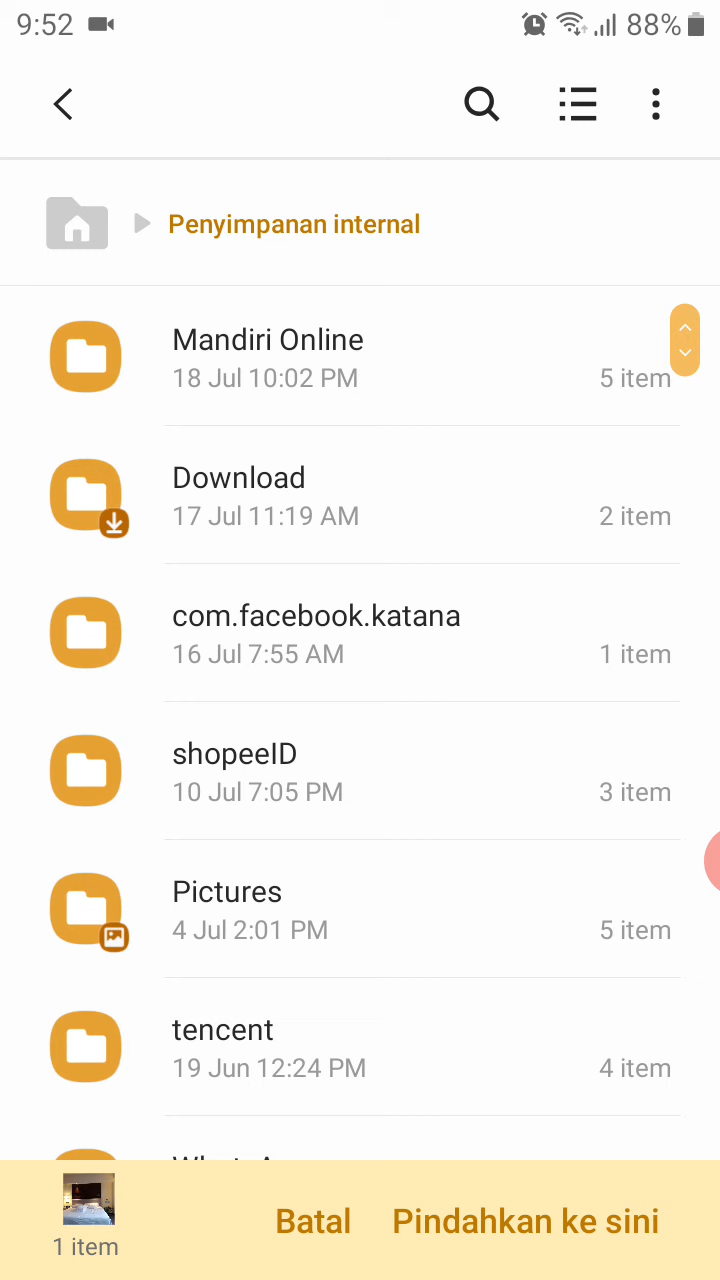 9:52 88%
Penyimpanan internal
Mandiri Online
18 Jul 10:02 PM 5 item
Download
17 Jul 11:19 AM 2 item
com.facebook.katana
16 Jul 7:55 AM 1 item
shopeeID
10 Jul 7:05 PM 3 item
Pictures
4 Jul 2:01 PM 5 item
tencent
19 Jun 12:24 PM 4 item
1 item Batal Pindahkan ke sini